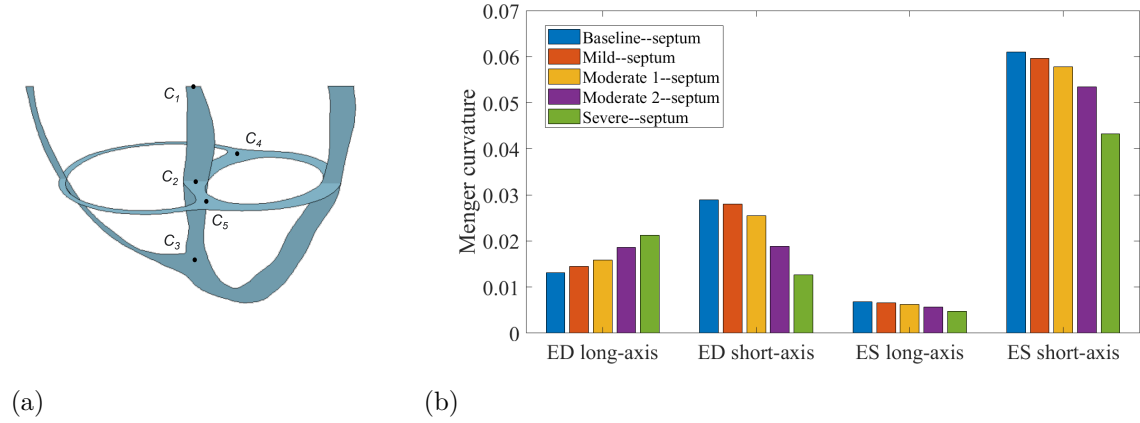 C1
C4
C2
C5
C3
(a)
0.07
0.06
0.05
0.04
0.03
0.02
0.01
0
Menger curvature
Baseline--septum
Mild--septum
Moderate 1--septum
Moderate 2--septum
Severe--septum
ED long-axis
ED short-axis
ES long-axis
ES short-axis
(b)